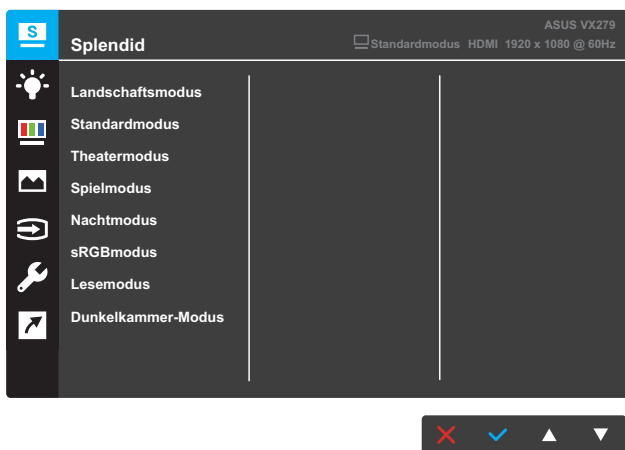 S
ASUS VX279
Splendid
Standardmodus HDMI 1920 x 1080 @ 60Hz
Landschaftsmodus
Standardmodus
Theatermodus
Spielmodus
Nachtmodus
sRGBmodus
Lesemodus
Dunkelkammer-Modus